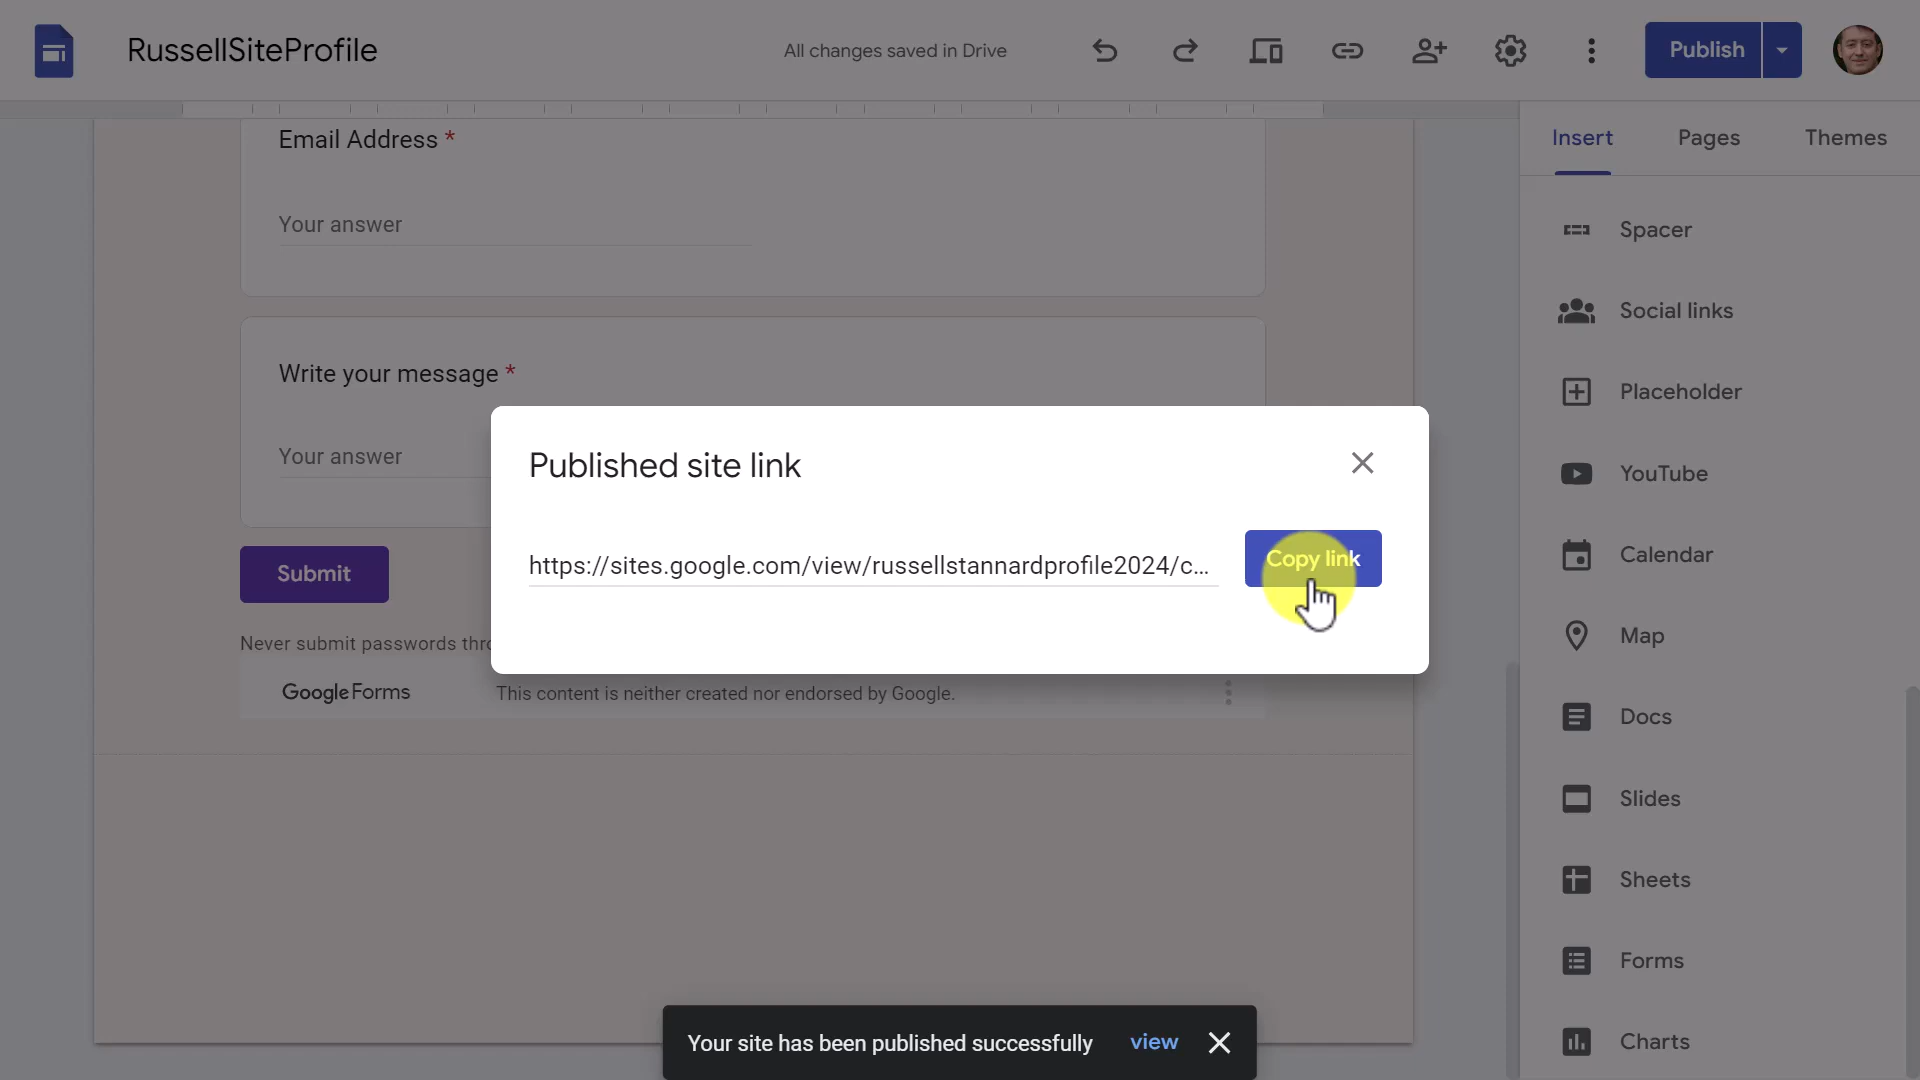 RussellSiteProfile
All changes saved in Drive
Publish
Insert
Pages
Themes
Email Address *
Your answer
Write your message *
Your answer
Submit
Never submit passwords thr
Google Forms
This content is neither created nor endorsed by Google.
Published site link
https://sites.google.com/view/russellstannardprofile2024/c...
Copy link
Your site has been published successfully
view
Spacer
Social links
Placeholder
YouTube
Calendar
Map
Docs
Slides
Sheets
Forms
Charts